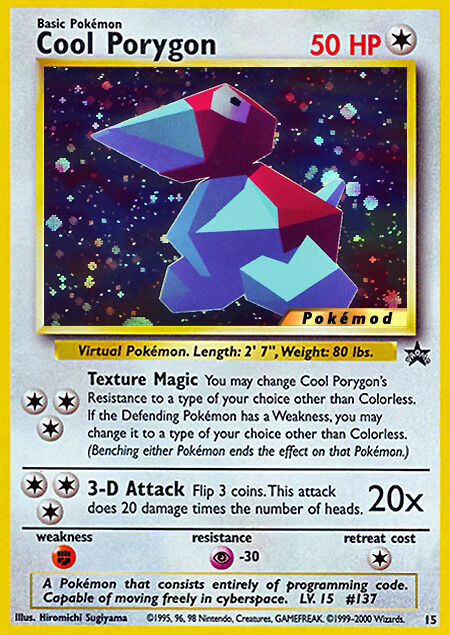 Basic Pokémon
Cool Porygon 50 HP
Pokémod
Virtual Pokémon. Length: 2' 7", Weight: 80 lbs.
Texture Magic You may change Cool Porygon's
Resistance to a type of your choice other than Colorless.
If the Defending Pokémon has a Weakness, you may
change it to a type of your choice other than Colorless.
(Benching either Pokémon ends the effect on that Pokémon.)
3-D Attack Flip 3 coins. This attack
does 20 damage times the number of heads. 20x
weakness resistance retreat cost
-30
A Pokémon that consists entirely of programming code.
Capable of moving freely in cyberspace. LV. 15 #137
Illus. Hiromichi Sugiyama ©1995, 96, 98 Nintendo, Creatures, GAMEFREAK. ©1999-2000 Wizards. 15